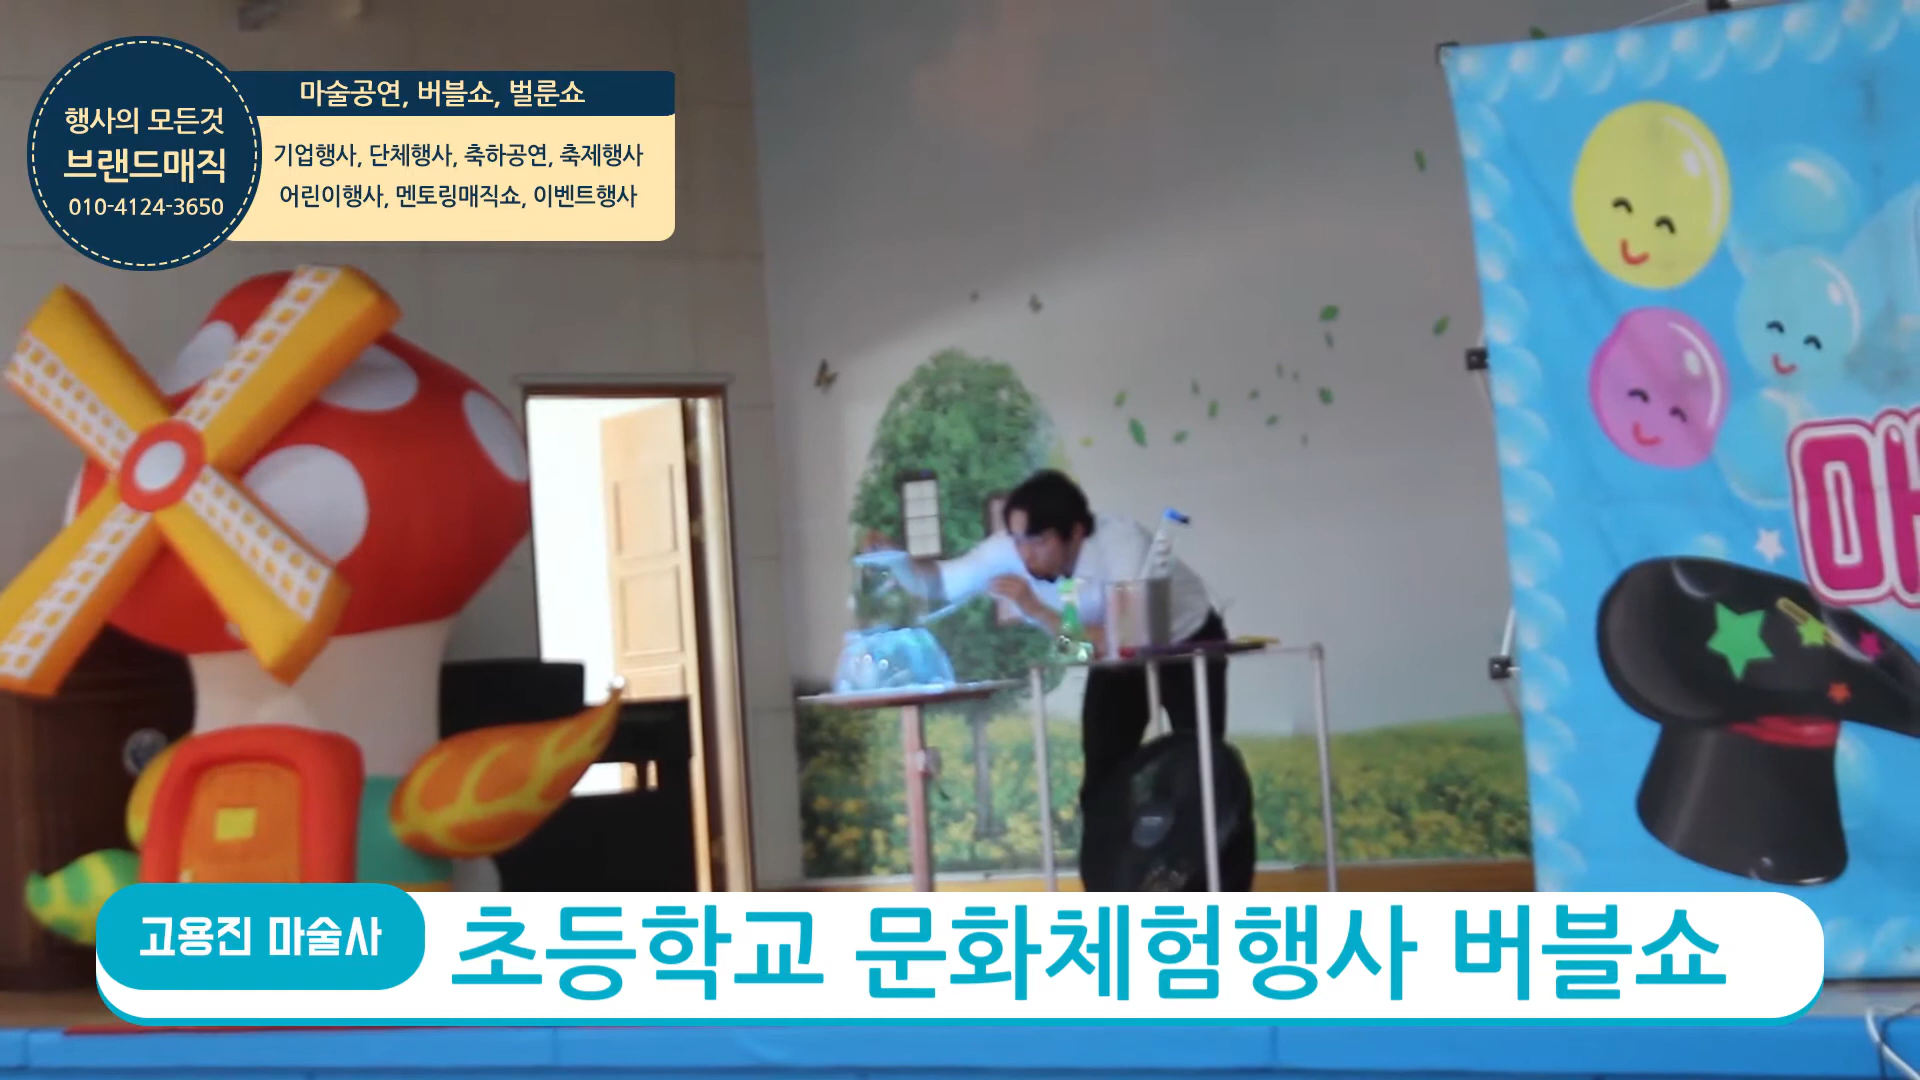 행사의 모든것
브랜드매직
010-4124-3650
마술공연, 버블쇼, 벌룬쇼
기업행사, 단체행사, 축하공연, 축제행사
어린이행사, 멘토링매직쇼, 이벤트행사
매
고용진 마술사
초등학교 문화체험행사 버블쇼